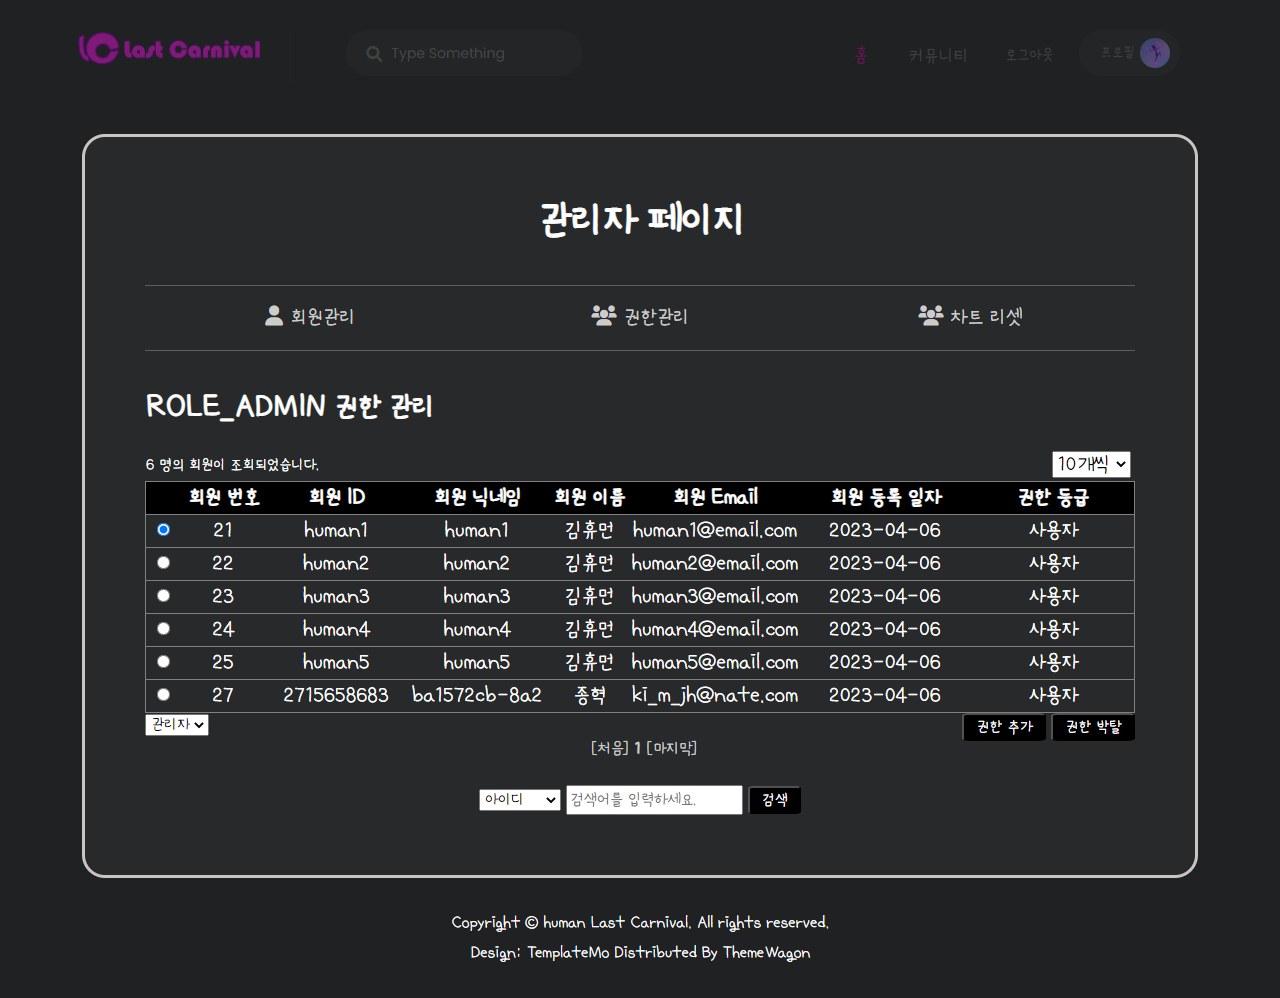 Last Carnival
Type Something
홈
커뮤니티
로그아웃
프로필
관리자 페이지
회원관리
권한관리
차트 리셋
ROLE_ADMIN 권한 관리
6 명의 회원이 조회되었습니다.
10개씩
회원 번호 회원 ID 회원 닉네임 회원 이름 회원 Email 회원 등록 일자 권한 등급
21 human1 human1 김휴먼 human1@email.com 2023-04-06 사용자
22 human2 human2 김휴먼 human2@email.com 2023-04-06 사용자
23 human3 human3 김휴먼 human3@email.com 2023-04-06 사용자
24 human4 human4 김휴먼 human4@email.com 2023-04-06 사용자
25 human5 human5 김휴먼 human5@email.com 2023-04-06 사용자
27 2715658683 ba1572cb-8a2 종혁 ki_m_jh@nate.com 2023-04-06 사용자
관리자
권한 추가
권한 박탈
[처음] 1 [마지막]
아이디
검색어를 입력하세요.
검색
Copyright © human Last Carnival. All rights reserved.
Design: TemplateMo Distributed By ThemeWagon